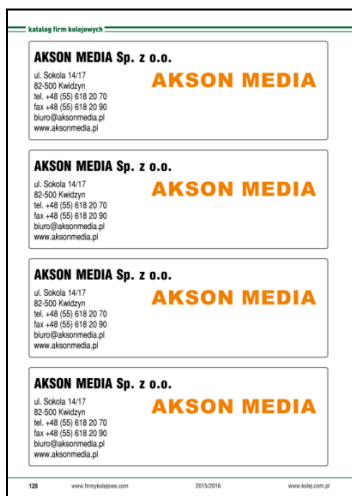 katalog firm kolejowych
AKSON MEDIA Sp. z o.o.
ul. Sokola 14/17
82-500 Kwidzyn
tel. +48 (55) 618 20 70
fax +48 (55) 618 20 90
biuro@aksonmedia.pl
www.aksonmedia.pl
AKSON MEDIA
AKSON MEDIA Sp. z o.o.
ul. Sokola 14/17
82-500 Kwidzyn
tel. +48 (55) 618 20 70
fax +48 (55) 618 20 90
biuro@aksonmedia.pl
www.aksonmedia.pl
AKSON MEDIA
AKSON MEDIA Sp. z o.o.
ul. Sokola 14/17
82-500 Kwidzyn
tel. +48 (55) 618 20 70
fax +48 (55) 618 20 90
biuro@aksonmedia.pl
www.aksonmedia.pl
AKSON MEDIA
AKSON MEDIA Sp. z o.o.
ul. Sokola 14/17
82-500 Kwidzyn
tel. +48 (55) 618 20 70
fax +48 (55) 618 20 90
biuro@aksonmedia.pl
www.aksonmedia.pl
AKSON MEDIA
128 www.firmykolejowe.com 2015/2016 www.kolej.com.pl